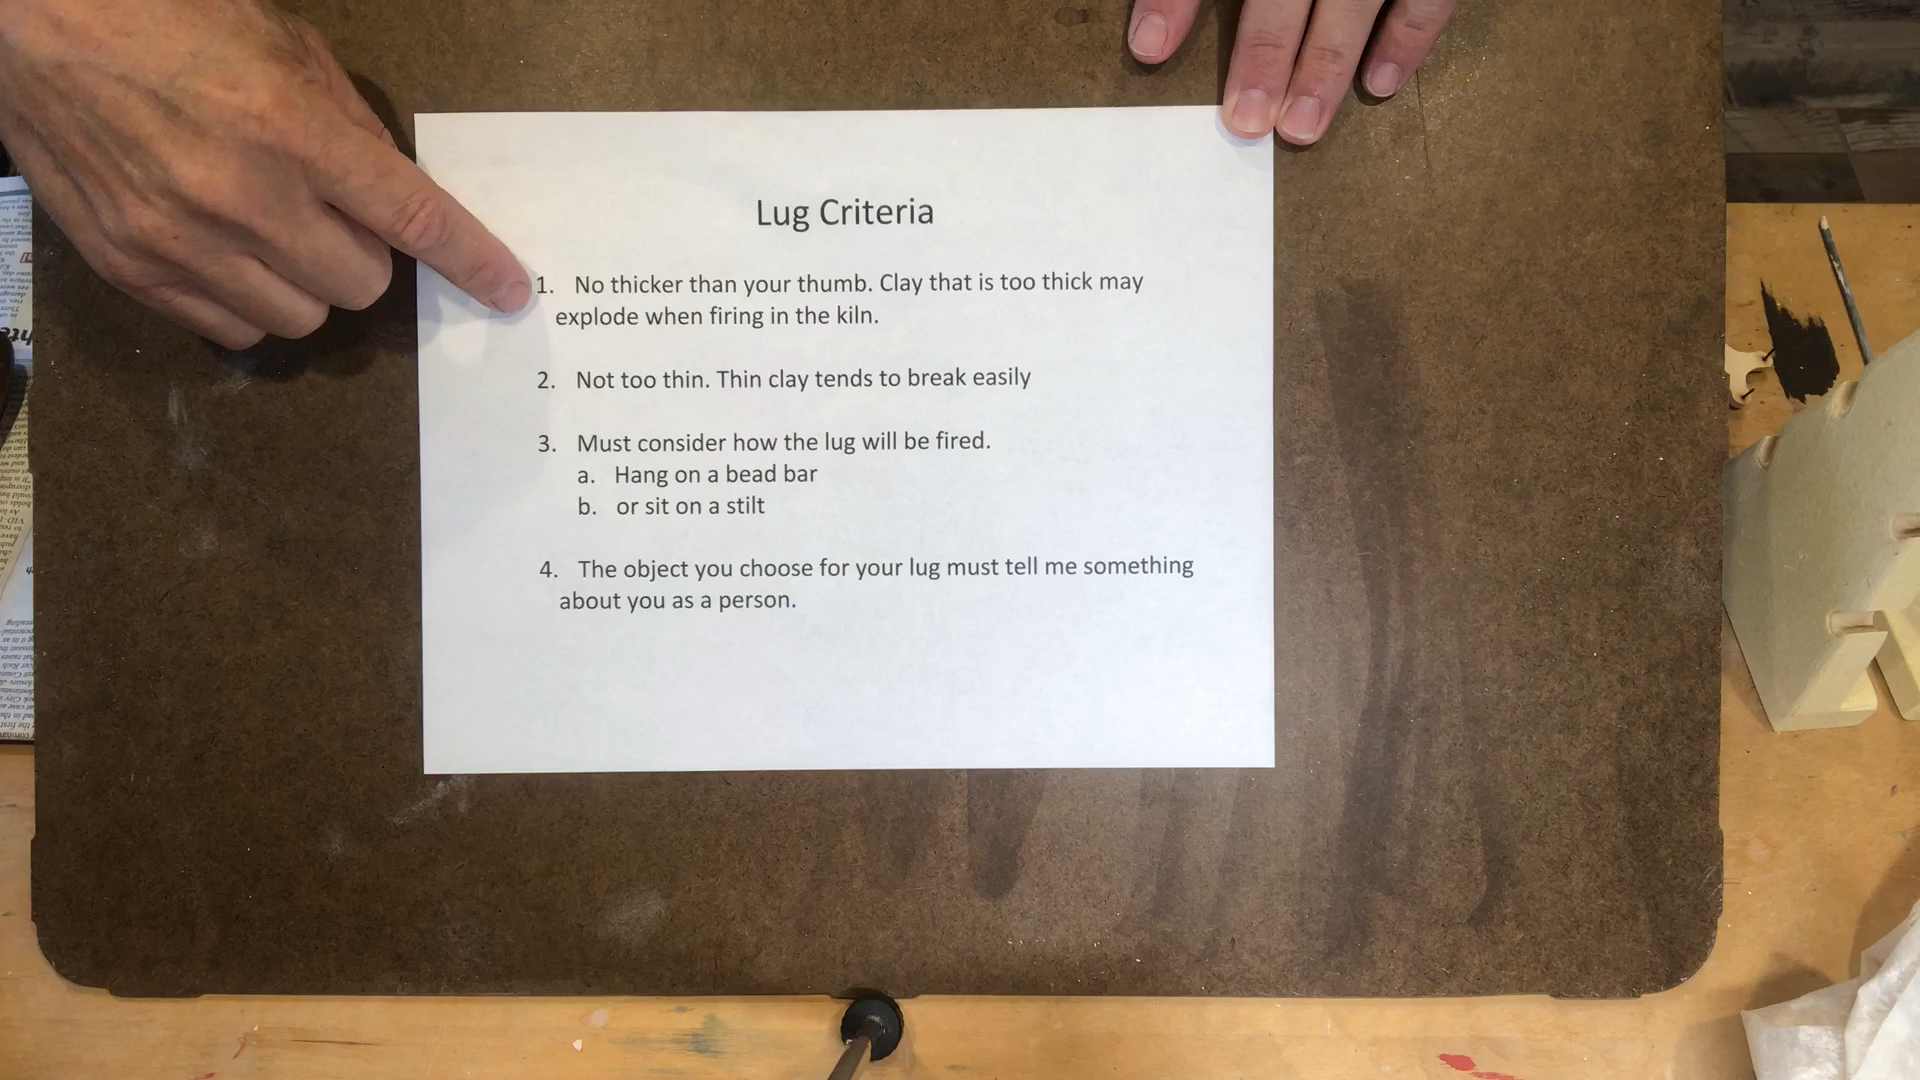 Lug Criteria
1. No thicker than your thumb. Clay that is too thick may
explode when firing in the kiln.
2. Not too thin. Thin clay tends to break easily
3. Must consider how the lug will be fired.
a. Hang on a bead bar
b. or sit on a stilt
4. The object you choose for your lug must tell me something
about you as a person.